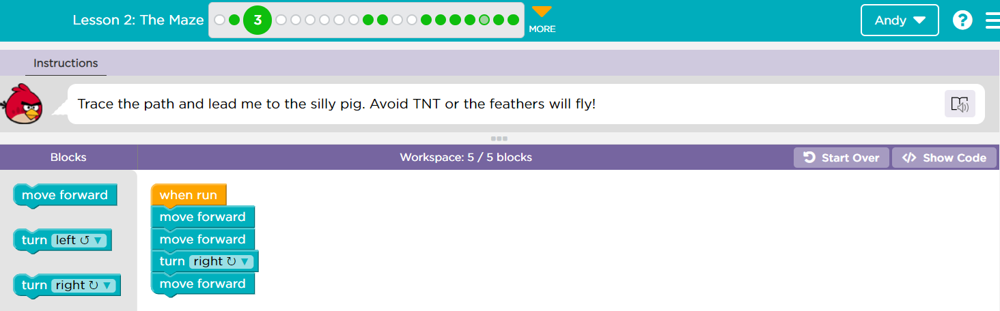 Lesson 2: The Maze
3
MORE
Andy
?
Instructions
Trace the path and lead me to the silly pig. Avoid TNT or the feathers will fly!
Blocks
Workspace: 5 / 5 blocks
Start Over
</> Show Code
move forward
turn left ↺ ▼
turn right ↻ ▼
when run
move forward
move forward
turn right ↻ ▼
move forward